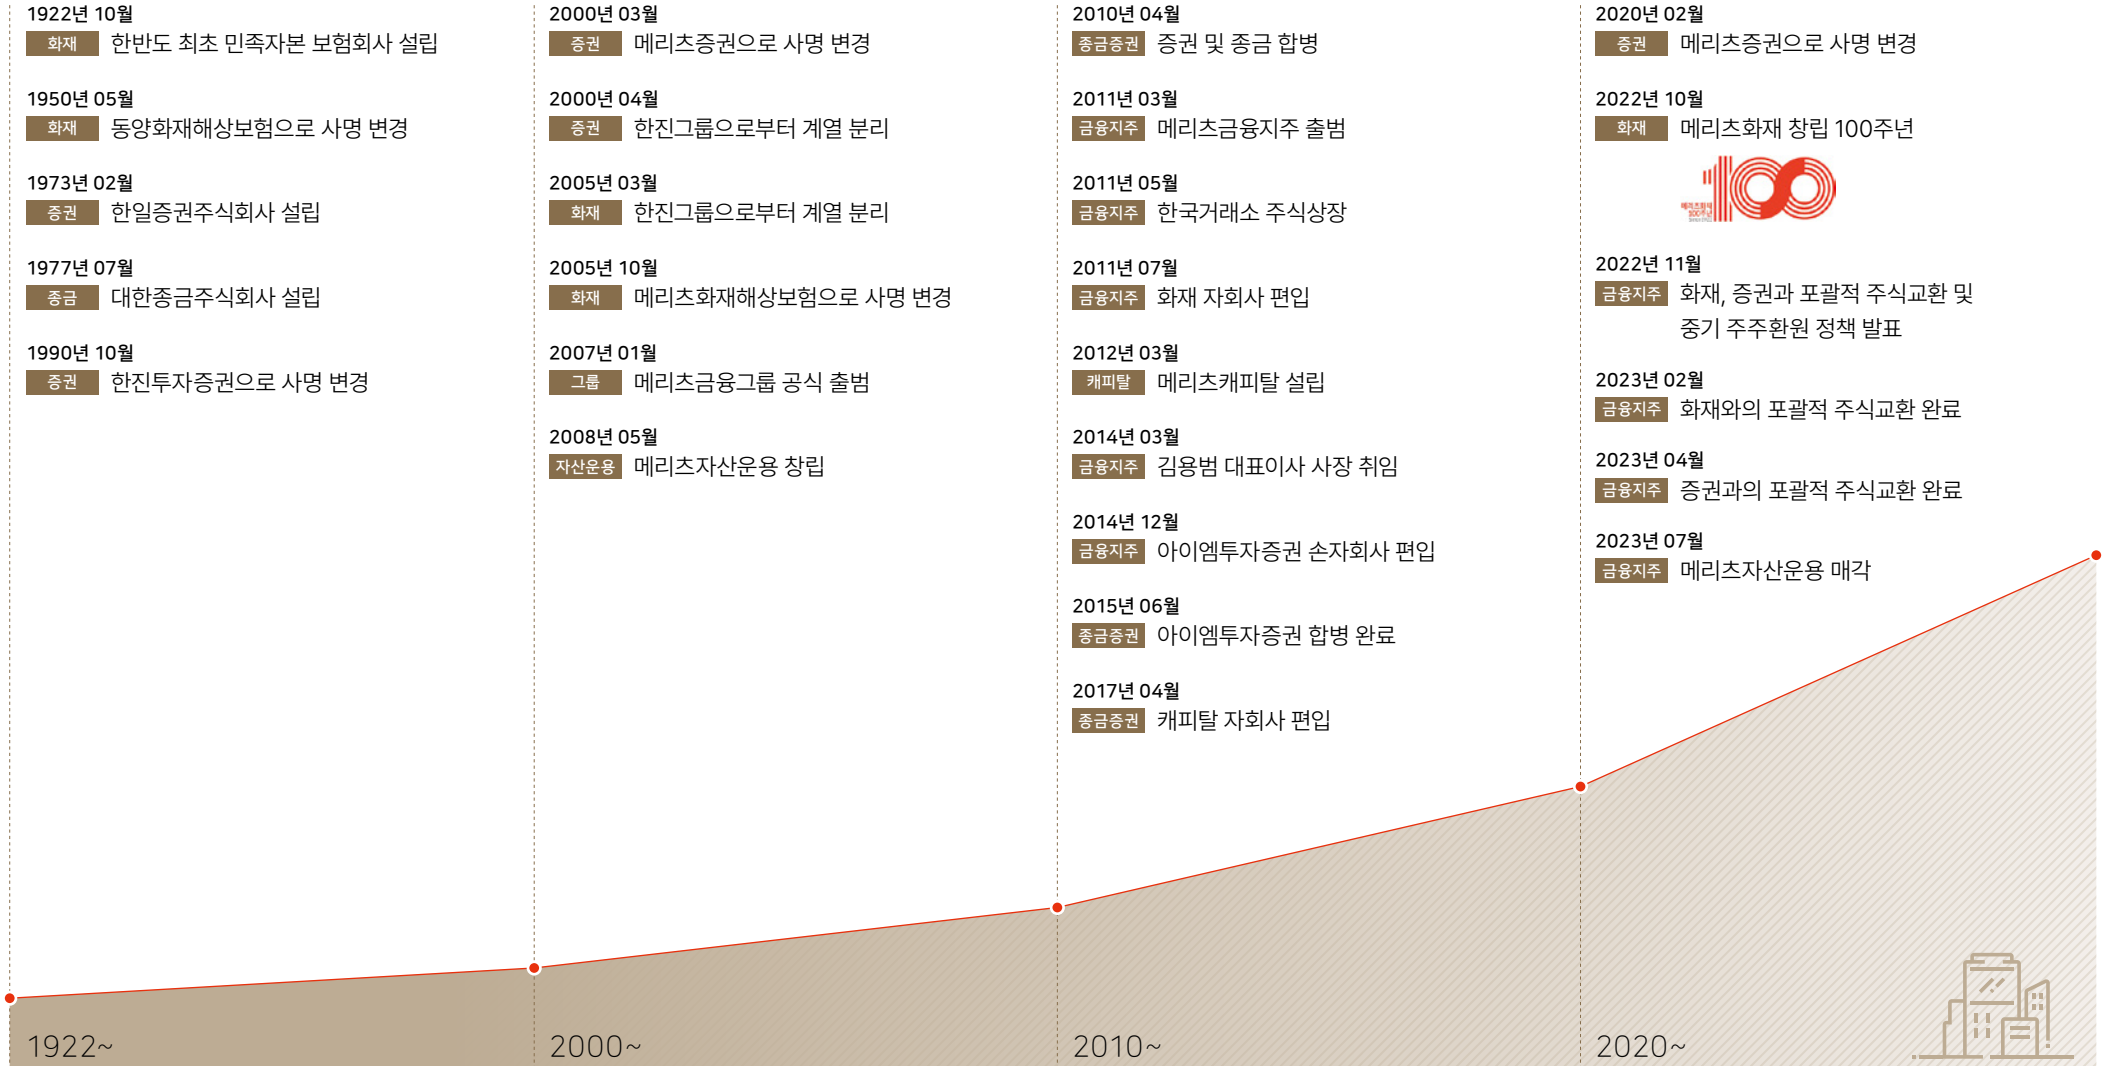 1922년 10월
화재 한반도 최초 민족자본 보험회사 설립
1950년 05월
화재 동양화재해상보험으로 사명 변경
1973년 02월
증권 한일증권주식회사 설립
1977년 07월
종금 대한종금주식회사 설립
1990년 10월
증권 한진투자증권으로 사명 변경
1922~
2000년 03월
증권 메리츠증권으로 사명 변경
2000년 04월
증권 한진그룹으로부터 계열 분리
2005년 03월
화재 한진그룹으로부터 계열 분리
2005년 10월
화재 메리츠화재해상보험으로 사명 변경
2007년 01월
그룹 메리츠금융그룹 공식 출범
2008년 05월
자산운용 메리츠자산운용 창립
2000~
2010년 04월
종금증권 증권 및 종금 합병
2011년 03월
금융지주 메리츠금융지주 출범
2011년 05월
금융지주 한국거래소 주식상장
2011년 07월
금융지주 화재 자회사 편입
2012년 03월
캐피탈 메리츠캐피탈 설립
2014년 03월
금융지주 김용범 대표이사 사장 취임
2014년 12월
금융지주 아이엠투자증권 손자회사 편입
2015년 06월
종금증권 아이엠투자증권 합병 완료
2017년 04월
종금증권 캐피탈 자회사 편입
2010~
2020년 02월
증권 메리츠증권으로 사명 변경
2022년 10월
화재 메리츠화재 창립 100주년
100
메리츠화재
100주년
2022년 11월
금융지주 화재, 증권과 포괄적 주식교환 및
중기 주주환원 정책 발표
2023년 02월
금융지주 화재와의 포괄적 주식교환 완료
2023년 04월
금융지주 증권과의 포괄적 주식교환 완료
2023년 07월
금융지주 메리츠자산운용 매각
2020~